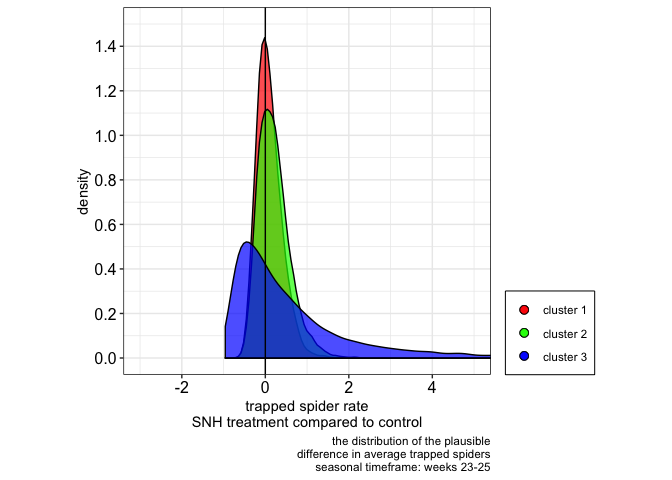 1.4
1.2
1.0
0.8
0.6
0.4
0.2
0.0
density
-2 0 2 4
trapped spider rate
SNH treatment compared to control
cluster 1
cluster 2
cluster 3
the distribution of the plausible
difference in average trapped spiders
seasonal timeframe: weeks 23-25